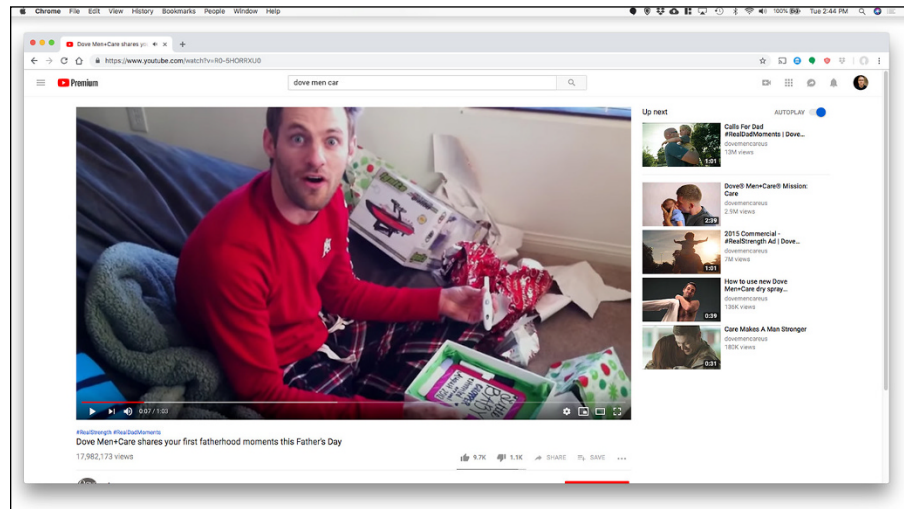 Chrome File Edit View History Bookmarks People Window Help
100% Tue 2:44 PM
Dove Men+Care shares yo
https://www.youtube.com/watch?v=R0-5HORRXU0
Premium
dove men car
Up next
AUTOPLAY
Calls For Dad
#RealDadMoments | Dove...
dovemencareus
13M views
1:01
Dove® Men+Care® Mission:
Care
dovemencareus
2.9M views
2:39
2015 Commercial -
#RealStrength Ad | Dove...
dovemencareus
7M views
1:01
How to use new Dove
Men+Care dry spray...
dovemencareus
136K views
0:39
Care Makes A Man Stronger
dovemencareus
180K views
0:31
0:07 / 1:03
#RealStrength #RealDadMoments
Dove Men+Care shares your first fatherhood moments this Father's Day
17,982,173 views
9.7K 1.1K SHARE SAVE